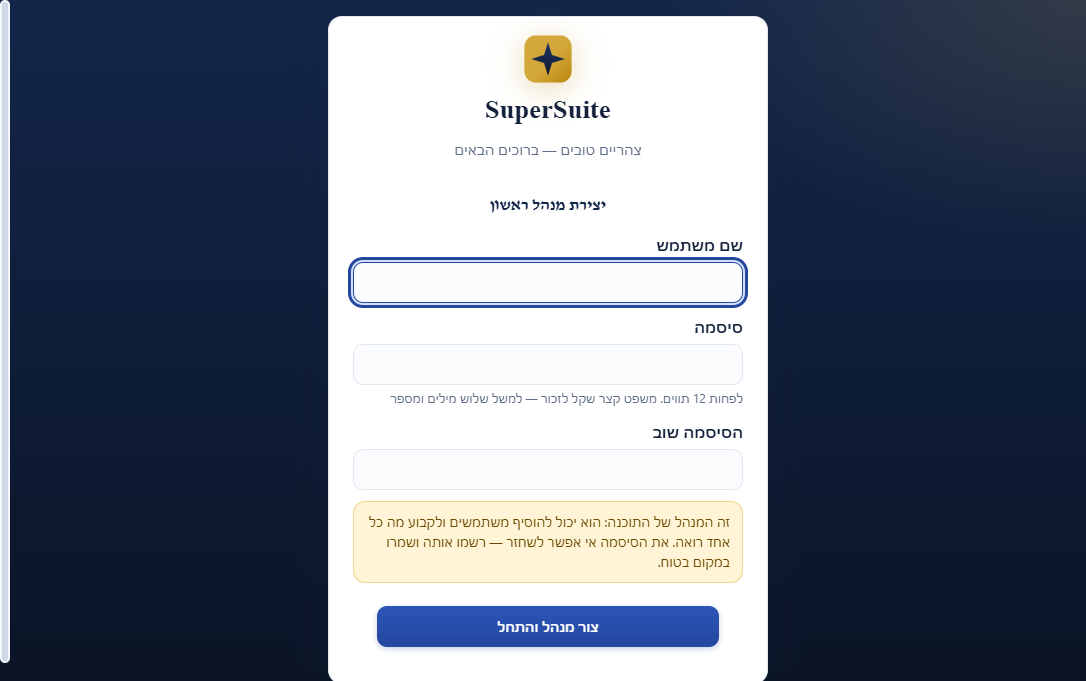 SuperSuite
צהריים טובים — ברוכים הבאים
יצירת מנהל ראשון
שם משתמש
סיסמה
לפחות 12 תווים. משפט קצר שקל לזכור — למשל שלוש מילים ומספר
הסיסמה שוב
זה המנהל של התוכנה: הוא יכול להוסיף משתמשים ולקבוע מה כל
אחד רואה. את הסיסמה אי אפשר לשחזר — רשמו אותה ושמרו
במקום בטוח.
צור מנהל והתחל